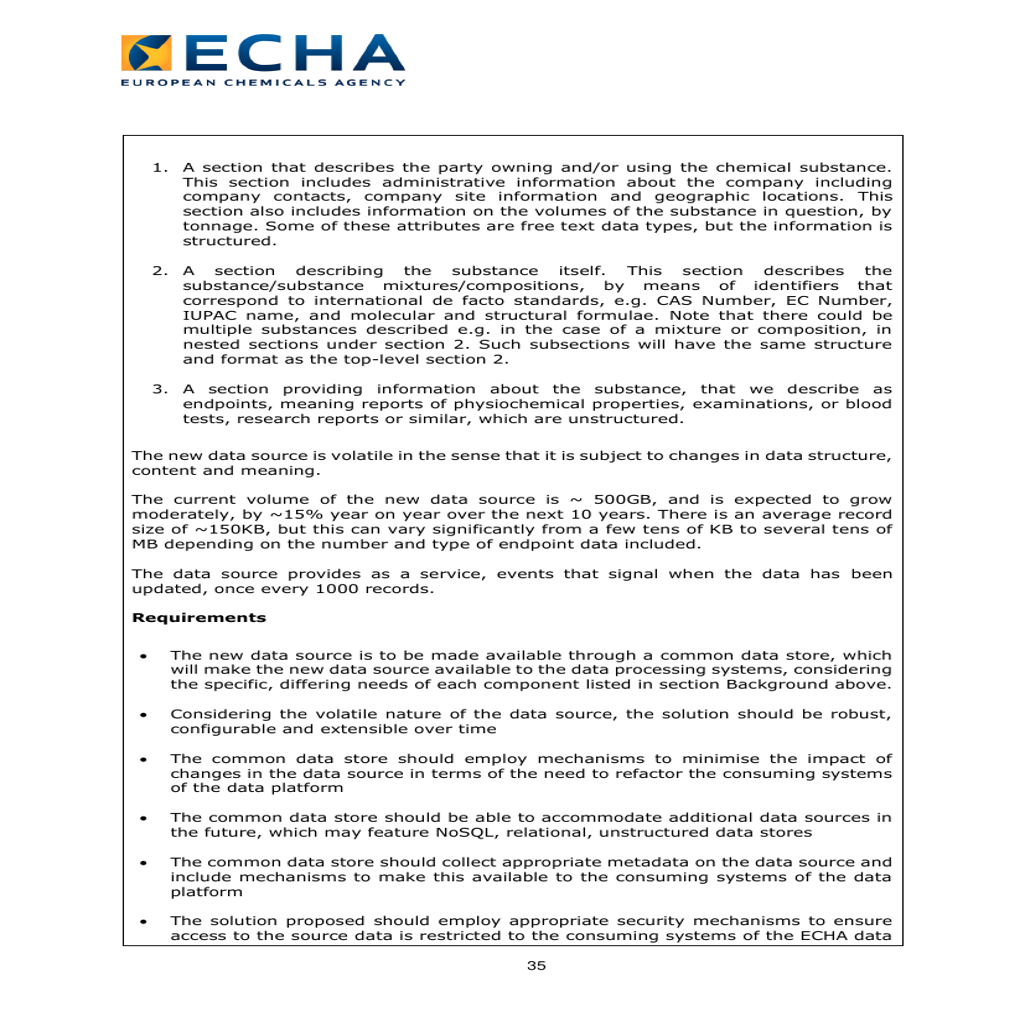 ECHA
EUROPEAN CHEMICALS AGENCY
1. A section that describes the party owning and/or using the chemical substance.
This section includes administrative information about the company including
company contacts, company site information and geographic locations. This
section also includes information on the volumes of the substance in question, by
tonnage. Some of these attributes are free text data types, but the information is
structured.
2. A section describing the substance itself. This section describes the
substance/substance mixtures/compositions, by means of identifiers that
correspond to international de facto standards, e.g. CAS Number, EC Number,
IUPAC name, and molecular and structural formulae. Note that there could be
multiple substances described e.g. in the case of a mixture or composition, in
nested sections under section 2. Such subsections will have the same structure
and format as the top-level section 2.
3. A section providing information about the substance, that we describe as
endpoints, meaning reports of physiochemical properties, examinations, or blood
tests, research reports or similar, which are unstructured.
The new data source is volatile in the sense that it is subject to changes in data structure,
content and meaning.
The current volume of the new data source is ~ 500GB, and is expected to grow
moderately, by ~15% year on year over the next 10 years. There is an average record
size of ~150KB, but this can vary significantly from a few tens of KB to several tens of
MB depending on the number and type of endpoint data included.
The data source provides as a service, events that signal when the data has been
updated, once every 1000 records.
Requirements
• The new data source is to be made available through a common data store, which
will make the new data source available to the data processing systems, considering
the specific, differing needs of each component listed in section Background above.
• Considering the volatile nature of the data source, the solution should be robust,
configurable and extensible over time
• The common data store should employ mechanisms to minimise the impact of
changes in the data source in terms of the need to refactor the consuming systems
of the data platform
• The common data store should be able to accommodate additional data sources in
the future, which may feature NoSQL, relational, unstructured data stores
• The common data store should collect appropriate metadata on the data source and
include mechanisms to make this available to the consuming systems of the data
platform
• The solution proposed should employ appropriate security mechanisms to ensure
access to the source data is restricted to the consuming systems of the ECHA data
35